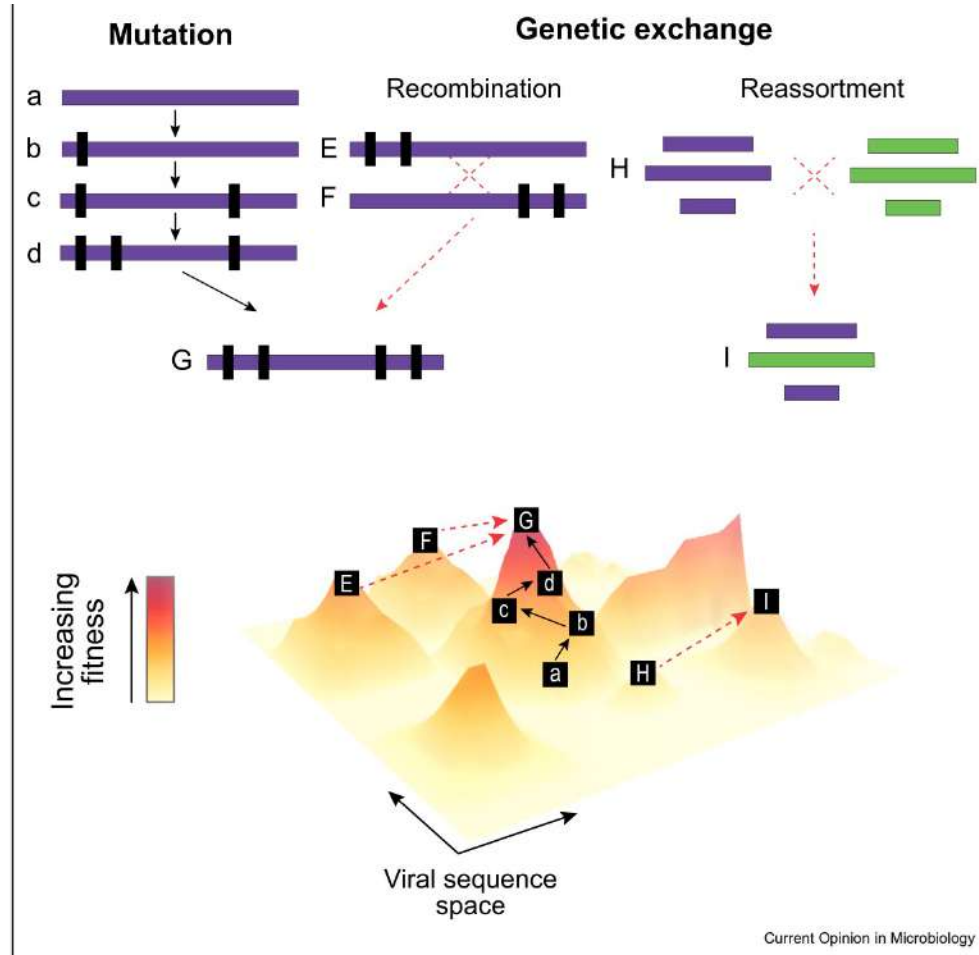 Mutation
Genetic exchange
Recombination
Reassortment
a
b
c
d
E
F
G
H
I
F
G
E
d
c
b
I
a
H
Increasing
fitness
Viral sequence
space
Current Opinion in Microbiology